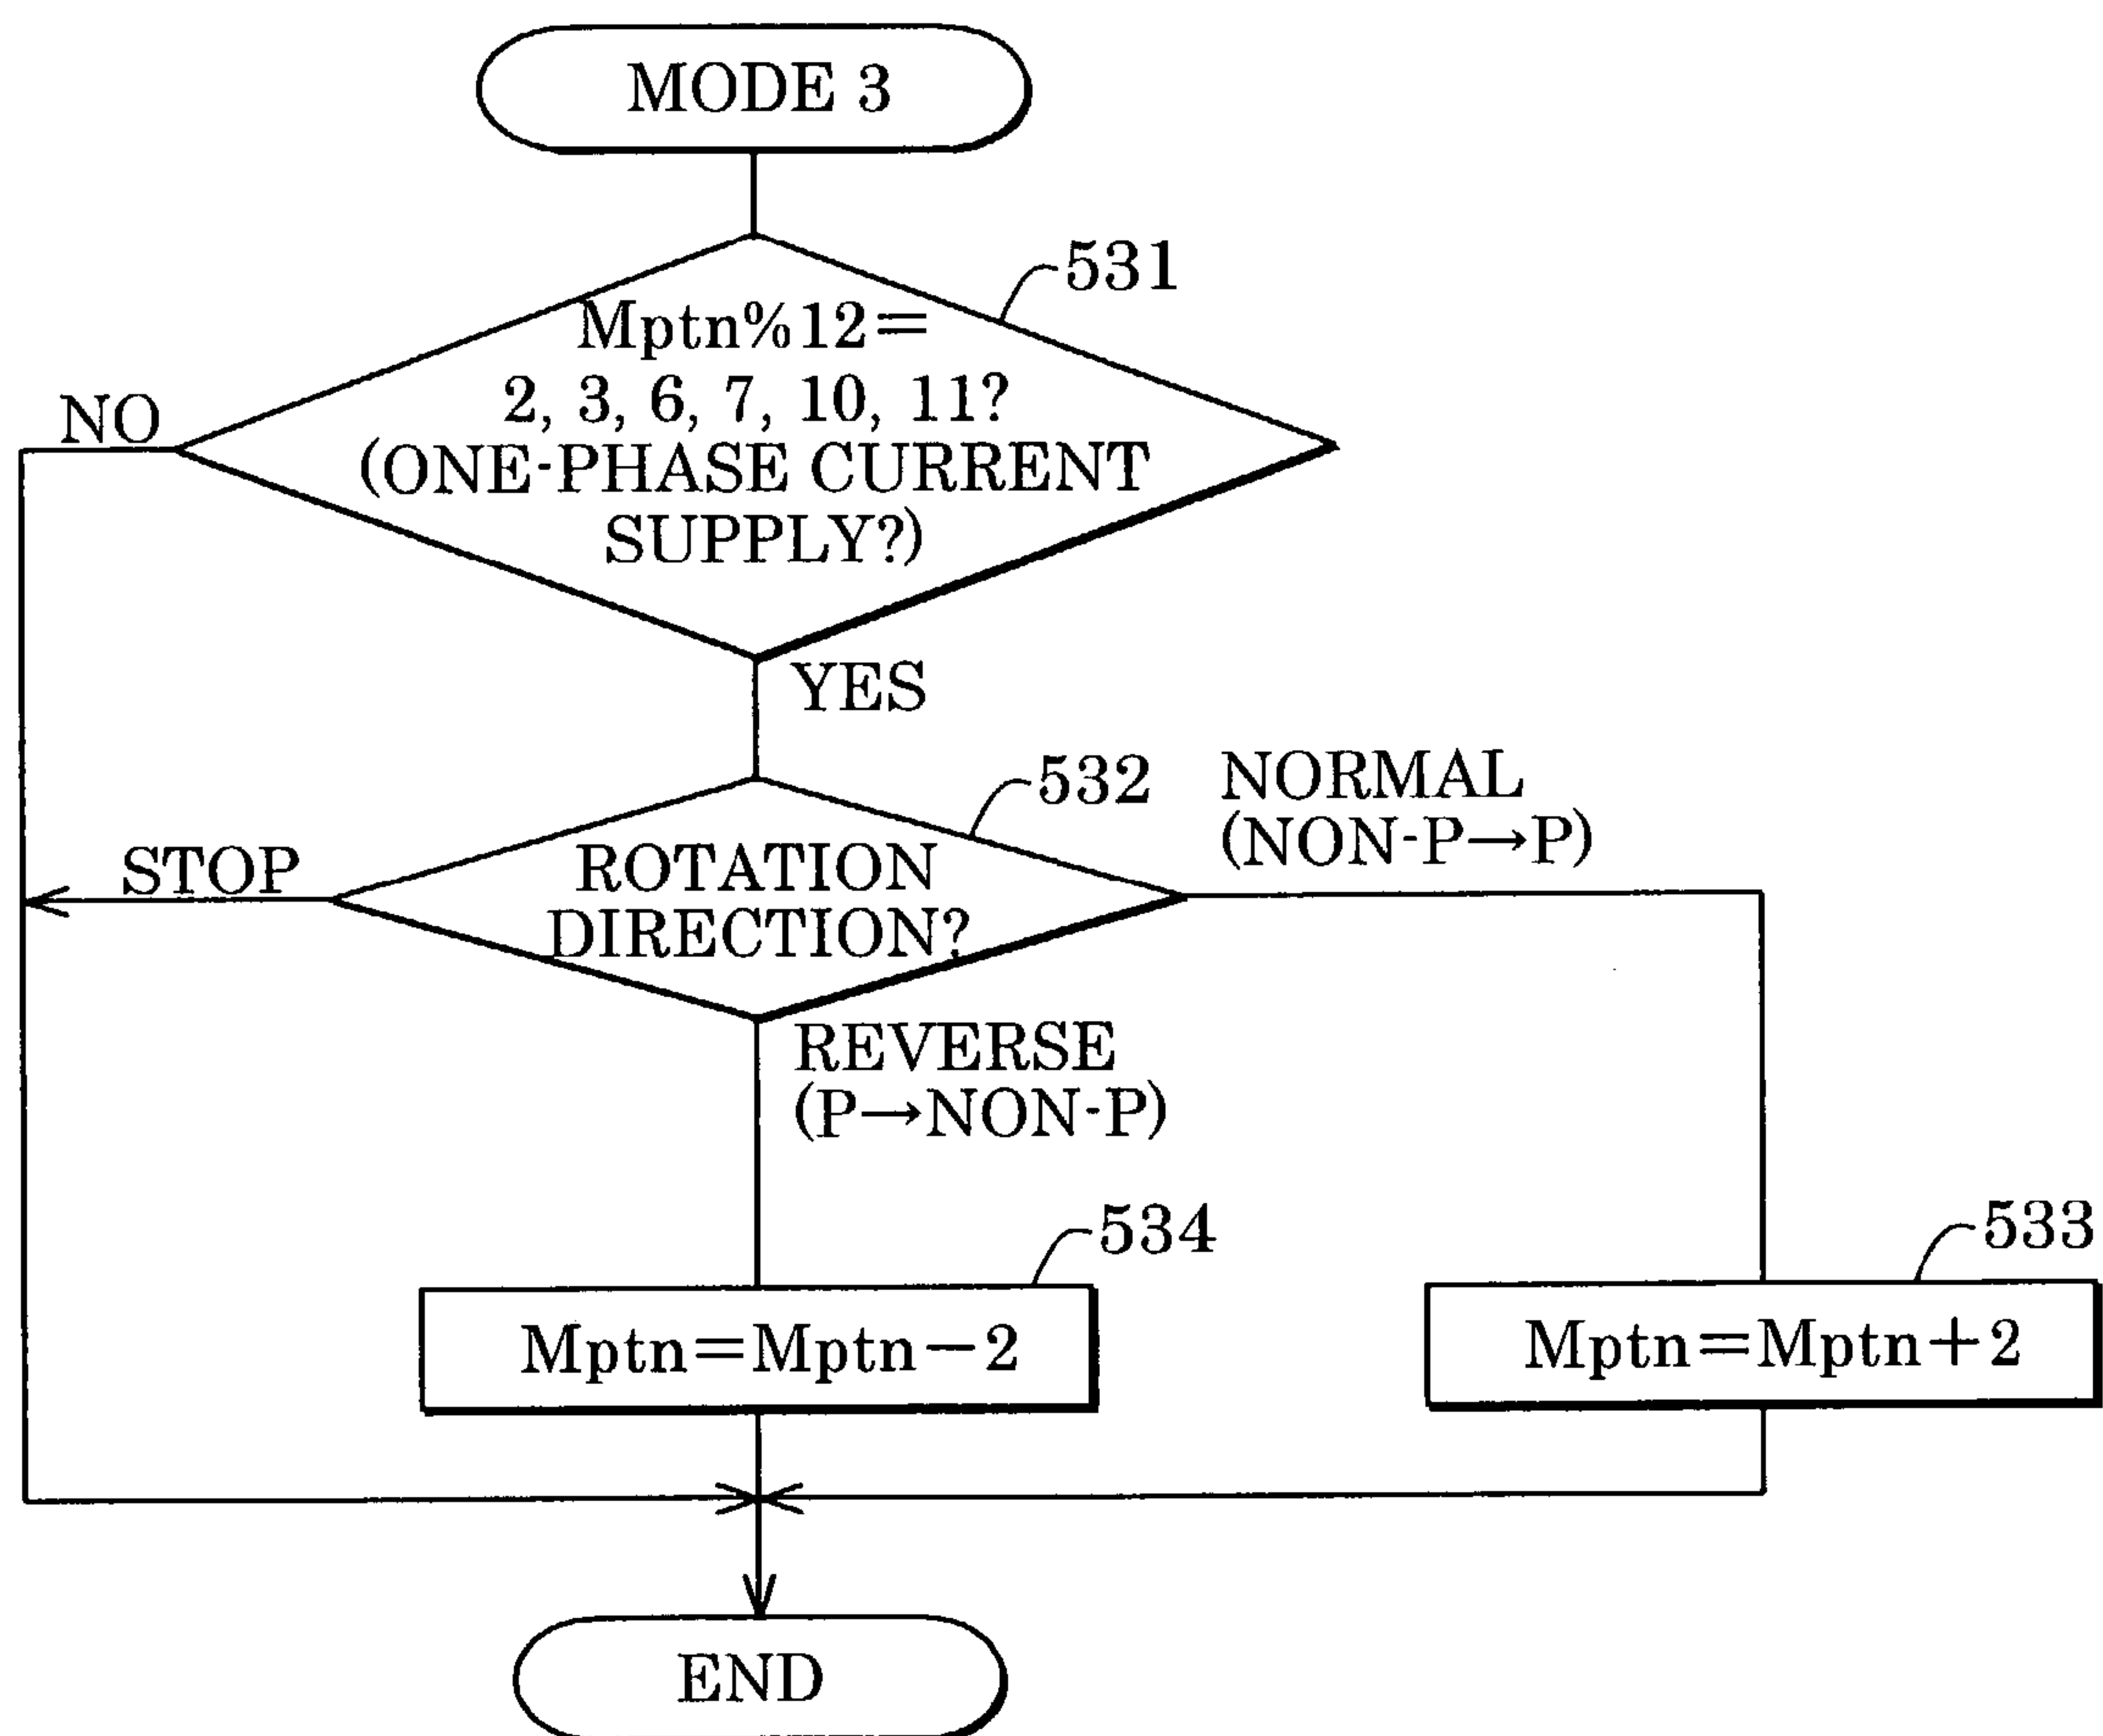 MODE 3
531
Mptn%12=
2, 3, 6, 7, 10, 11?
(ONE-PHASE CURRENT
SUPPLY?)
NO
YES
532
NORMAL
(NON-P→P)
STOP
ROTATION
DIRECTION?
REVERSE
(P→NON-P)
534
533
Mptn=Mptn−2
Mptn=Mptn+2
END